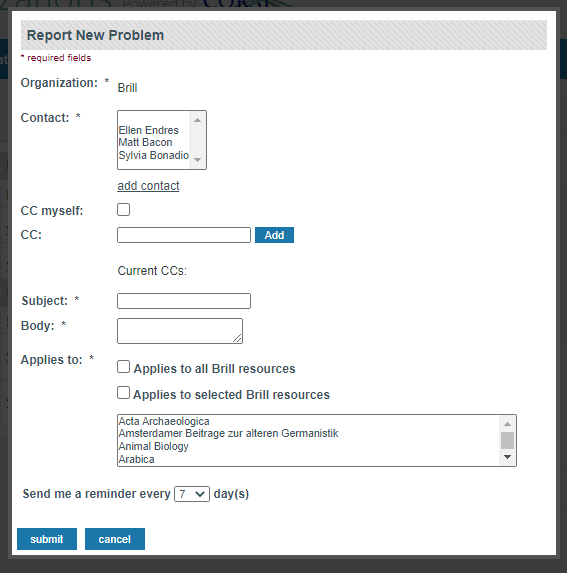 Powered by
Report New Problem
* required fields
Organization: * Brill
Contact: *
Ellen Endres
Matt Bacon
Sylvia Bonadio
add contact
CC myself:
CC: Add
Current CCs:
Subject: *
Body: *
Applies to: *
Applies to all Brill resources
Applies to selected Brill resources
Acta Archaeologica
Amsterdamer Beitrage zur alteren Germanistik
Animal Biology
Arabica
Send me a reminder every 7 day(s)
submit cancel